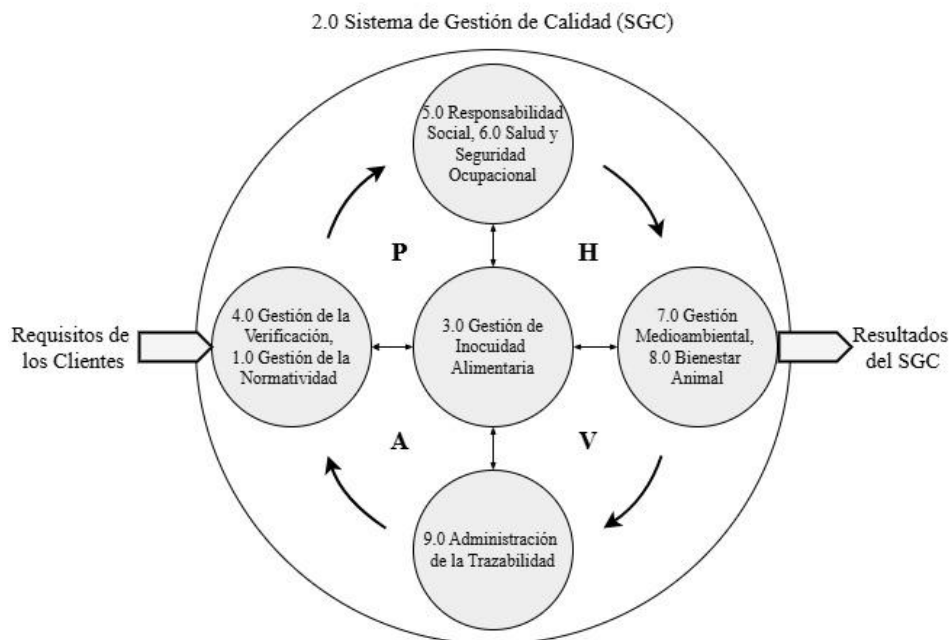 2.0 Sistema de Gestión de Calidad (SGC)
5.0 Responsabilidad
Social, 6.0 Salud y
Seguridad
Ocupacional
P
H
Requisitos de
los Clientes
4.0 Gestión de la
Verificación,
1.0 Gestión de la
Normatividad
3.0 Gestión de
Inocuidad
Alimentaria
7.0 Gestión
Medioambiental,
8.0 Bienestar
Animal
Resultados
del SGC
A
V
9.0 Administración
de la Trazabilidad